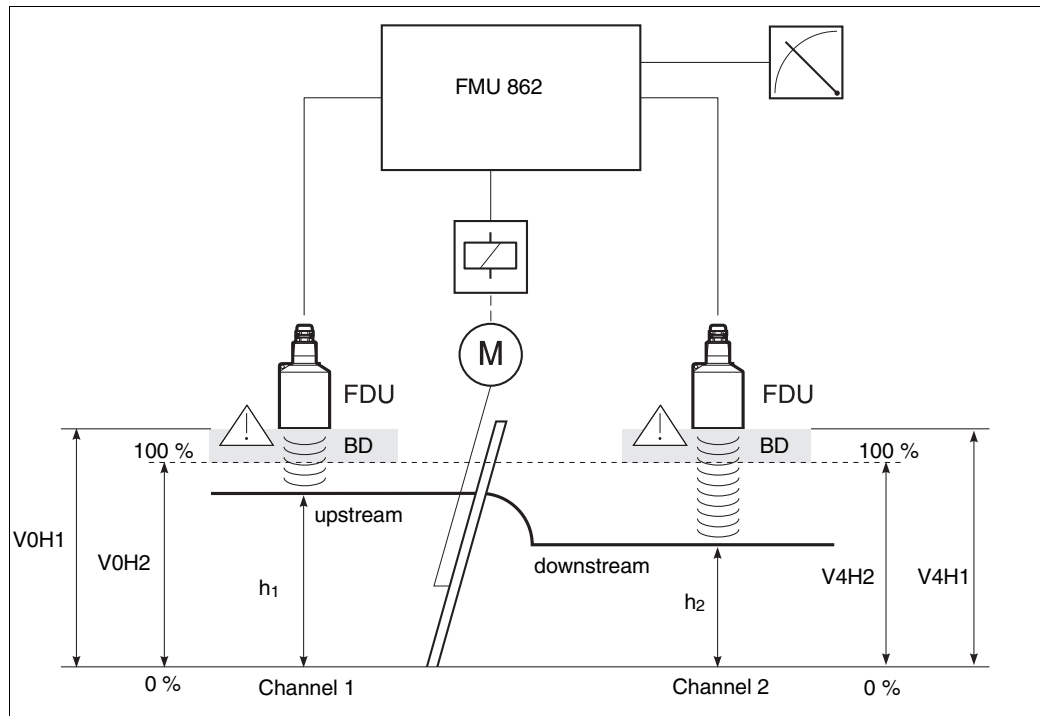 FMU 862
M
FDU
FDU
! BD
! BD
100 %
100 %
upstream
V0H1
V0H2
h1
downstream
h2
V4H2
V4H1
0 %
Channel 1
Channel 2
0 %